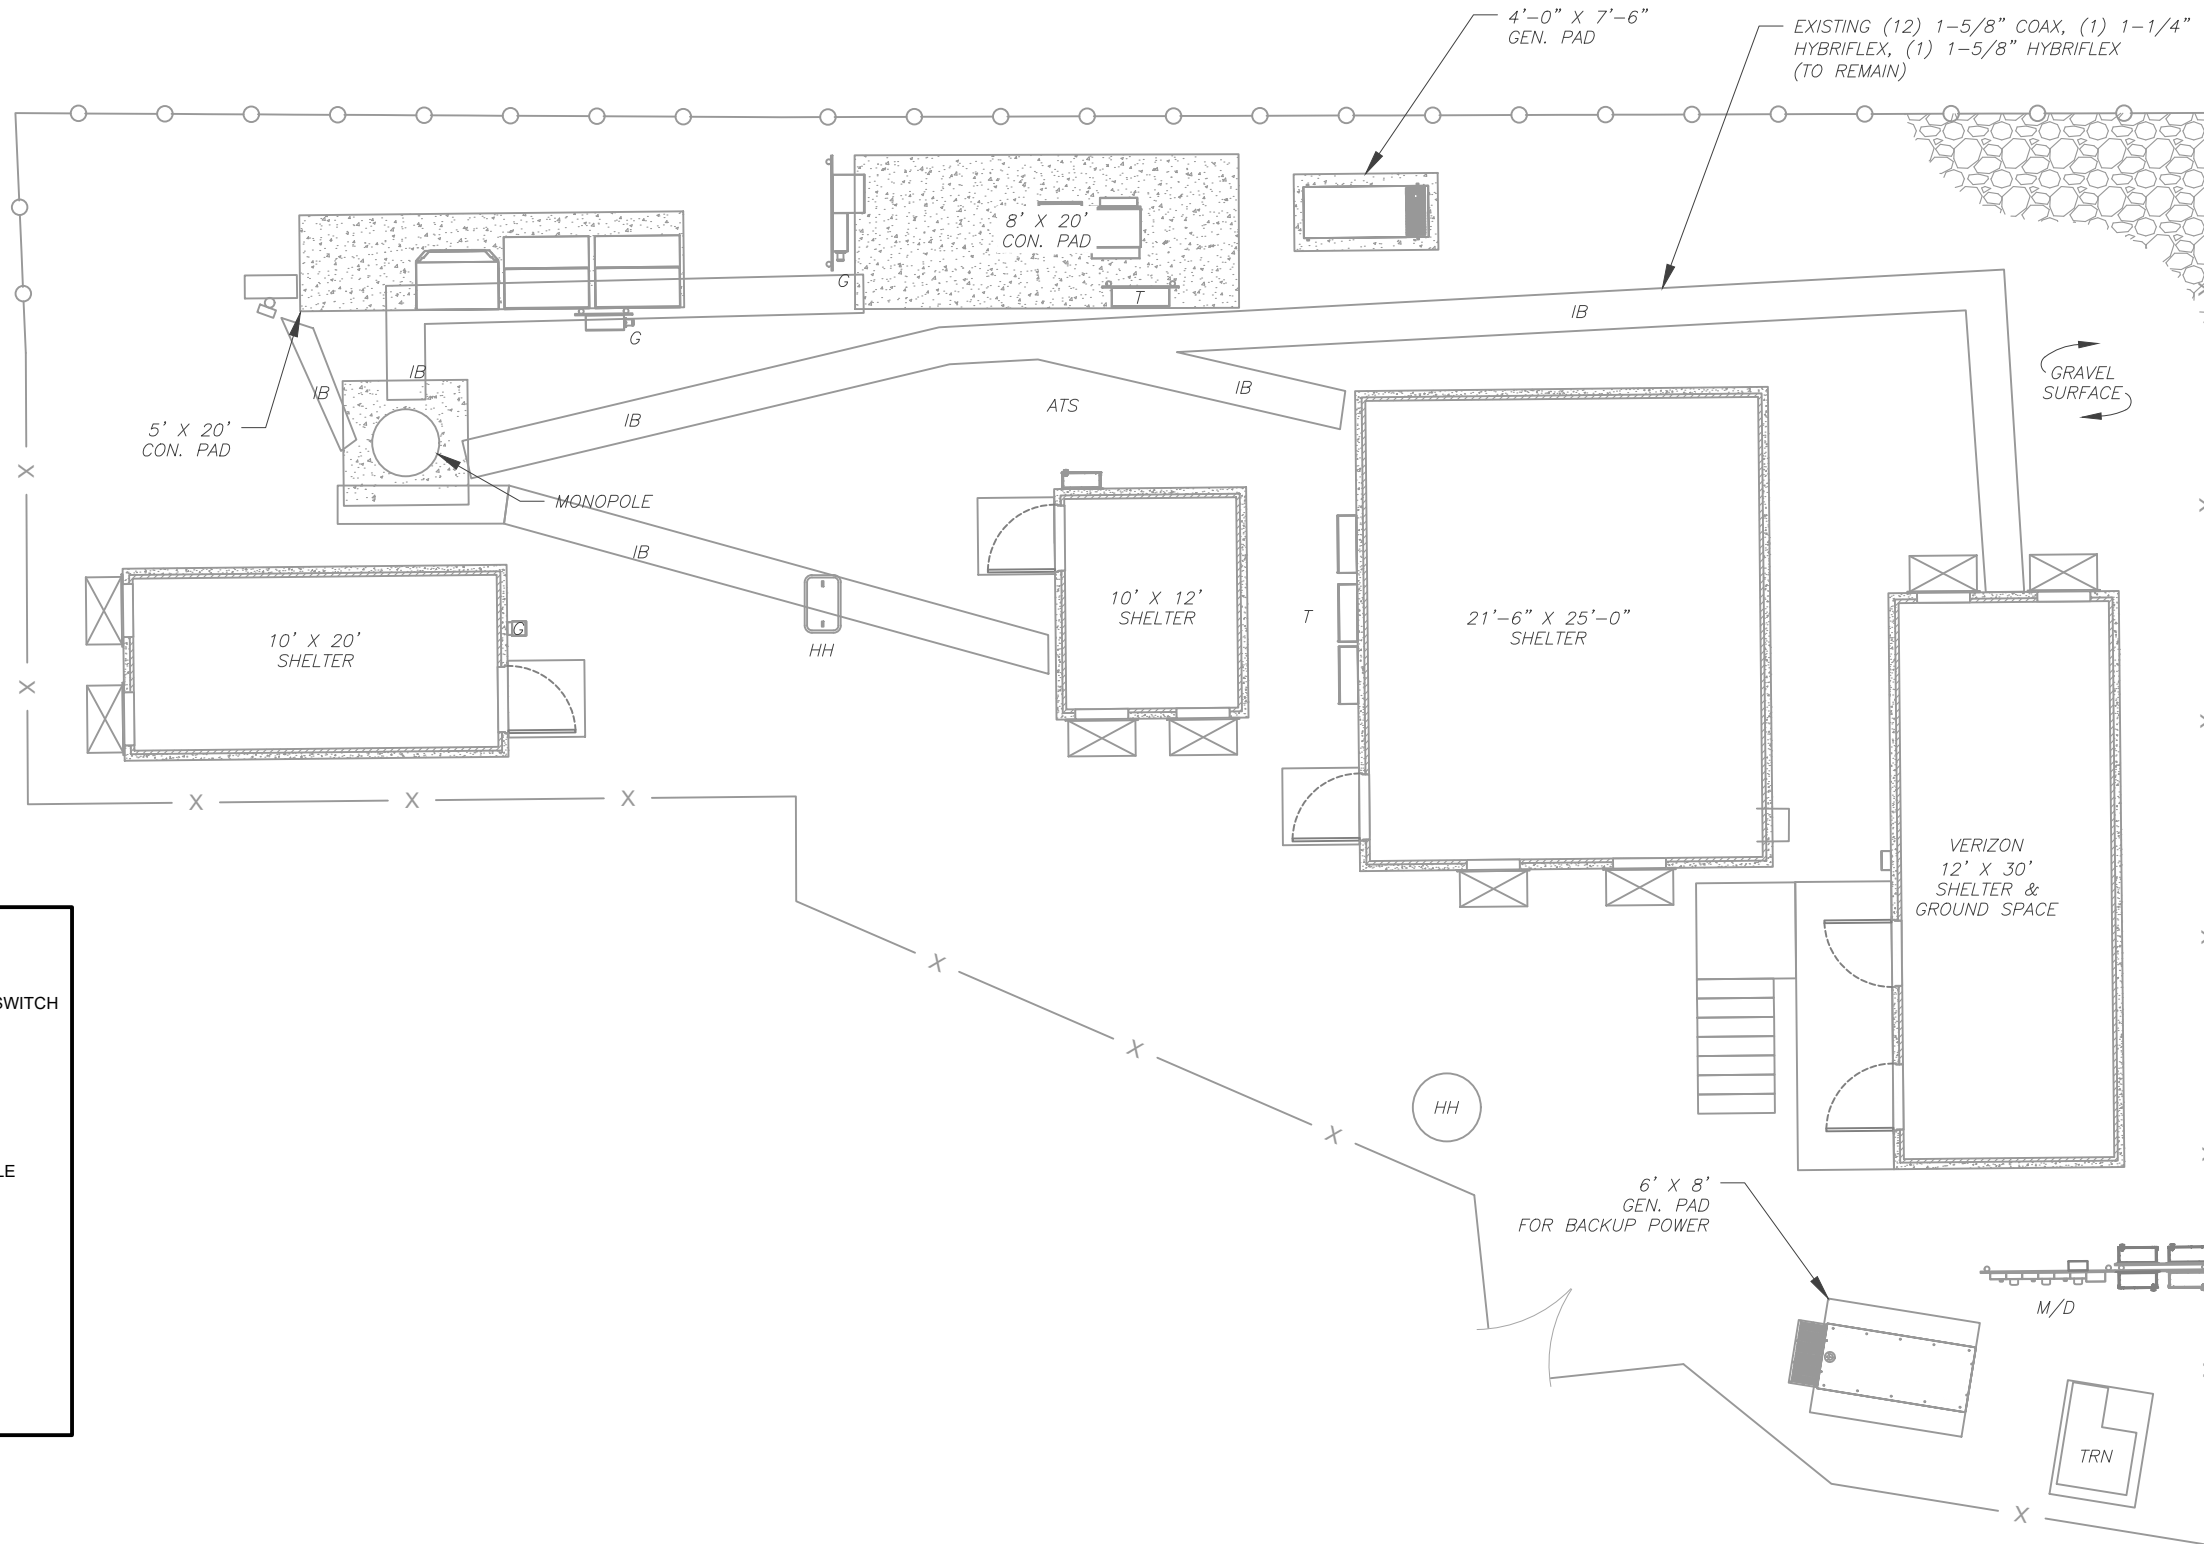 4'-0" X 7'-6"
GEN. PAD
EXISTING (12) 1-5/8" COAX, (1) 1-1/4"
HYBRIFLEX, (1) 1-5/8" HYBRIFLEX
(TO REMAIN)
8' X 20'
CON. PAD
G
T
G
IB
IB
IB
IB
IB
IB
ATS
GRAVEL
SURFACE
5' X 20'
CON. PAD
MONOPOLE
10' X 20'
SHELTER
G
HH
10' X 12'
SHELTER
T
21'-6" X 25'-0"
SHELTER
VERIZON
12' X 30'
SHELTER &
GROUND SPACE
X
X
X
X
X
X
X
X
HH
6' X 8'
GEN. PAD
FOR BACKUP POWER
M/D
TRN
X
SWITCH
LE